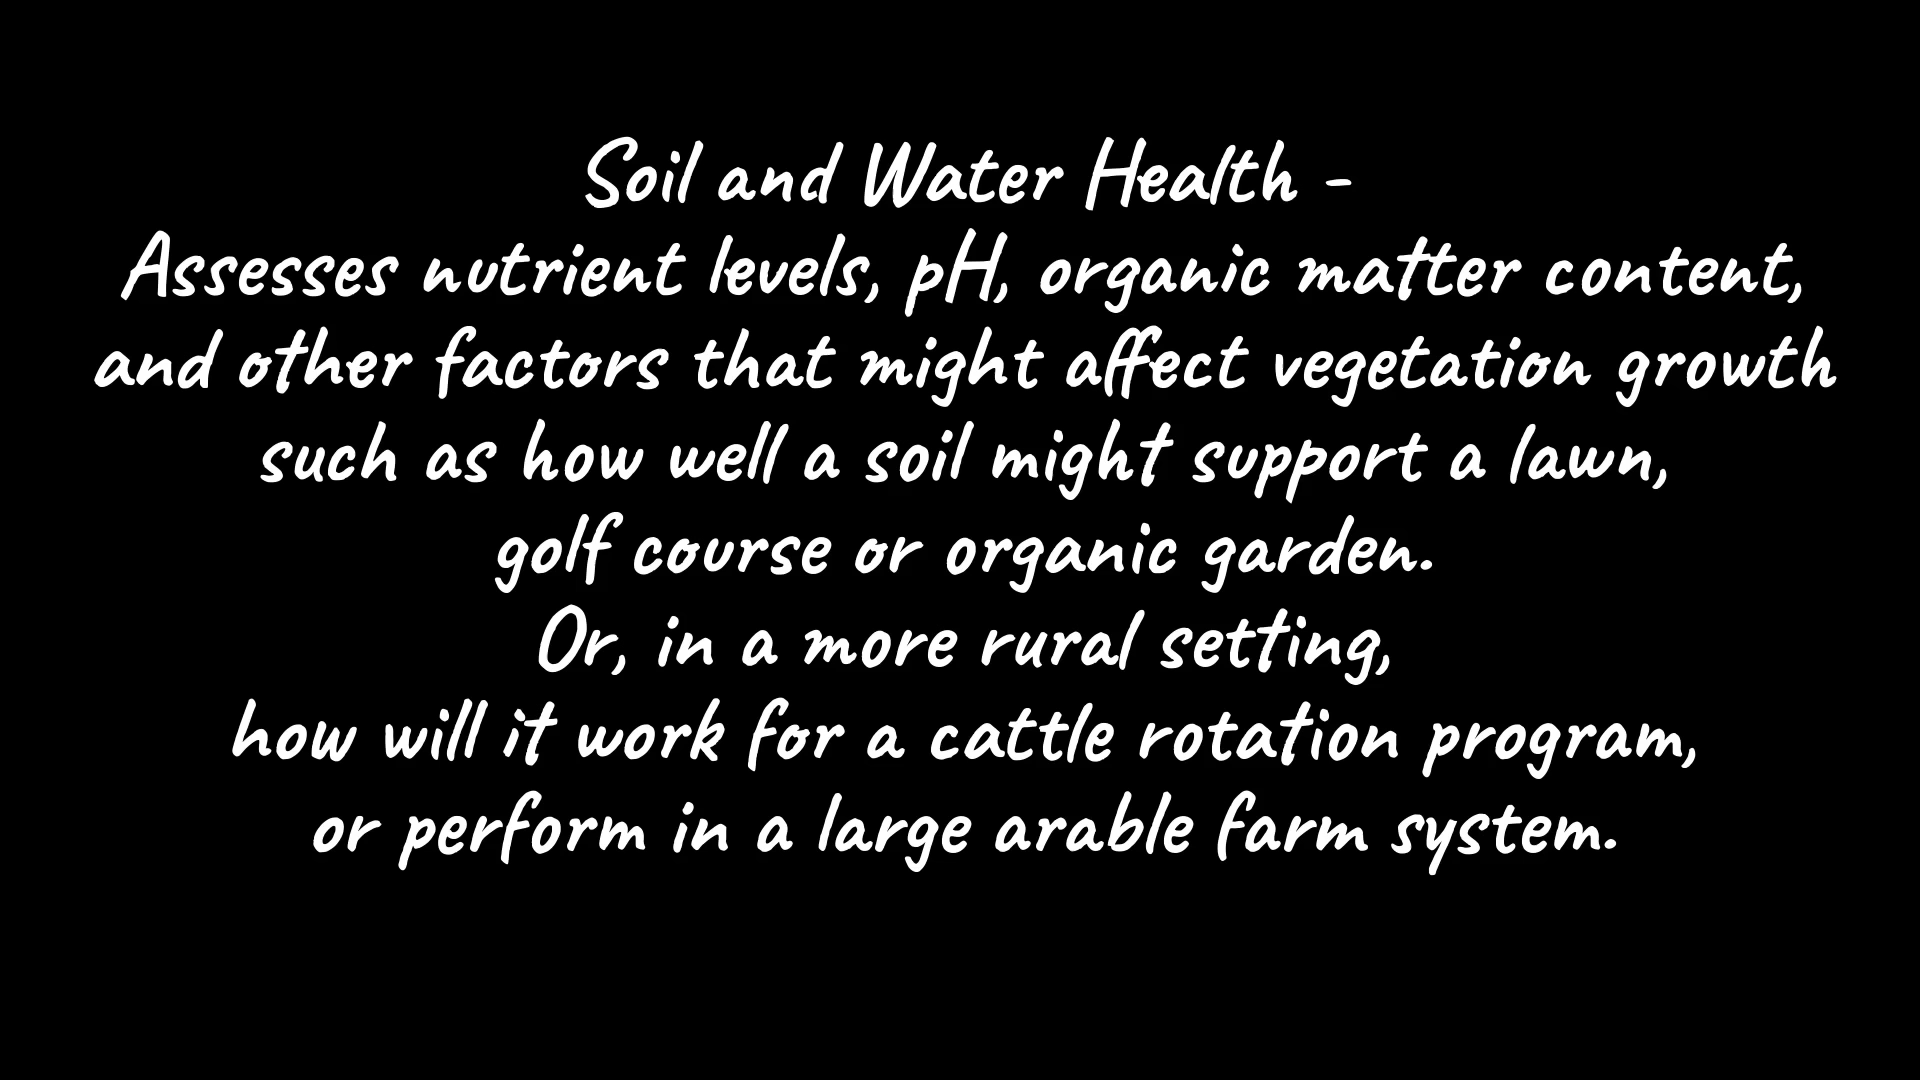 Soil and Water Health -
Assesses nutrient levels, pH, organic matter content,
and other factors that might affect vegetation growth
such as how well a soil might support a lawn,
golf course or organic garden.
Or, in a more rural setting,
how will it work for a cattle rotation program,
or perform in a large arable farm system.